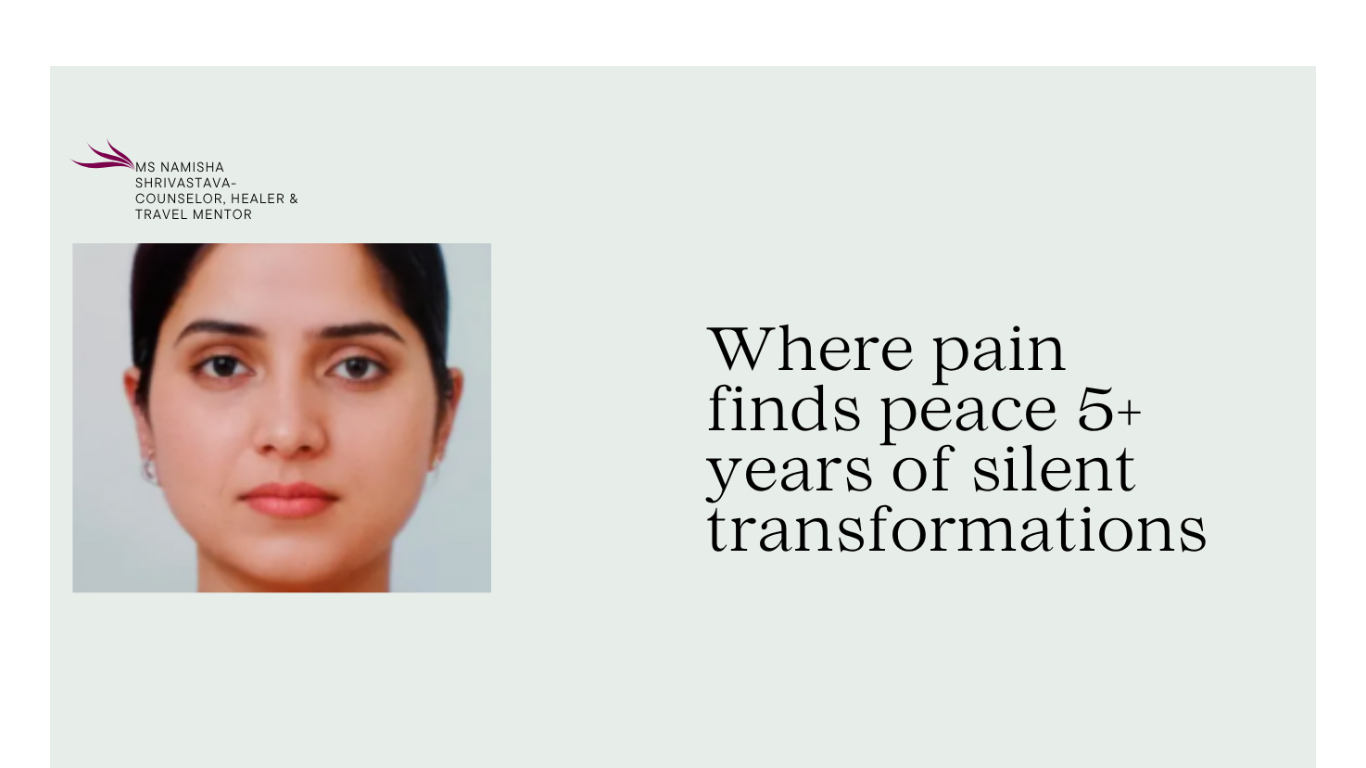 MS NAMISHA
SHRIVASTAVA-
COUNSELOR, HEALER &
TRAVEL MENTOR
Where pain
finds peace 5+
years of silent
transformations